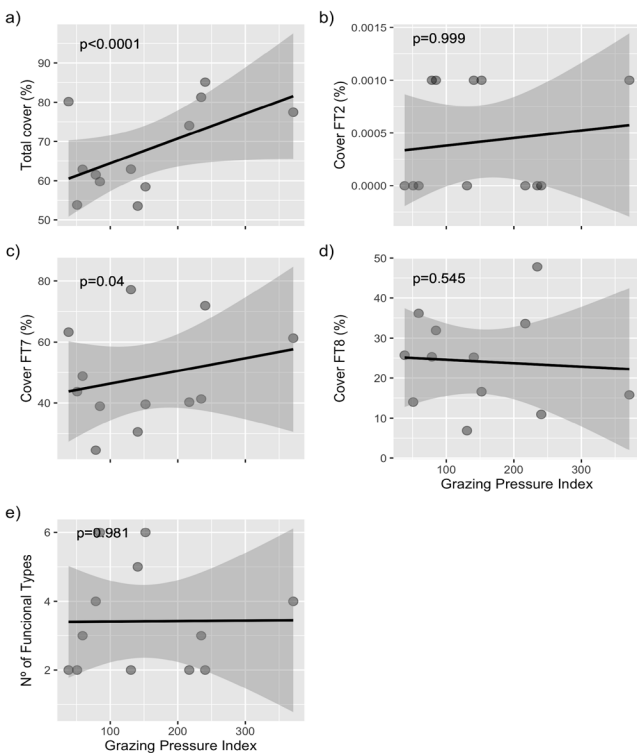 a)
p<0.0001
Total cover (%)
90
80
70
60
50
b)
p=0.999
Cover FT2 (%)
0.0015
0.0010
0.0005
0.0000
c)
p=0.04
Cover FT7 (%)
80
60
40
d)
p=0.545
Cover FT8 (%)
50
40
30
20
10
0
100 200 300
Grazing Pressure Index
e)
p=0.981
Nº of Funcional Types
6
4
2
100 200 300
Grazing Pressure Index